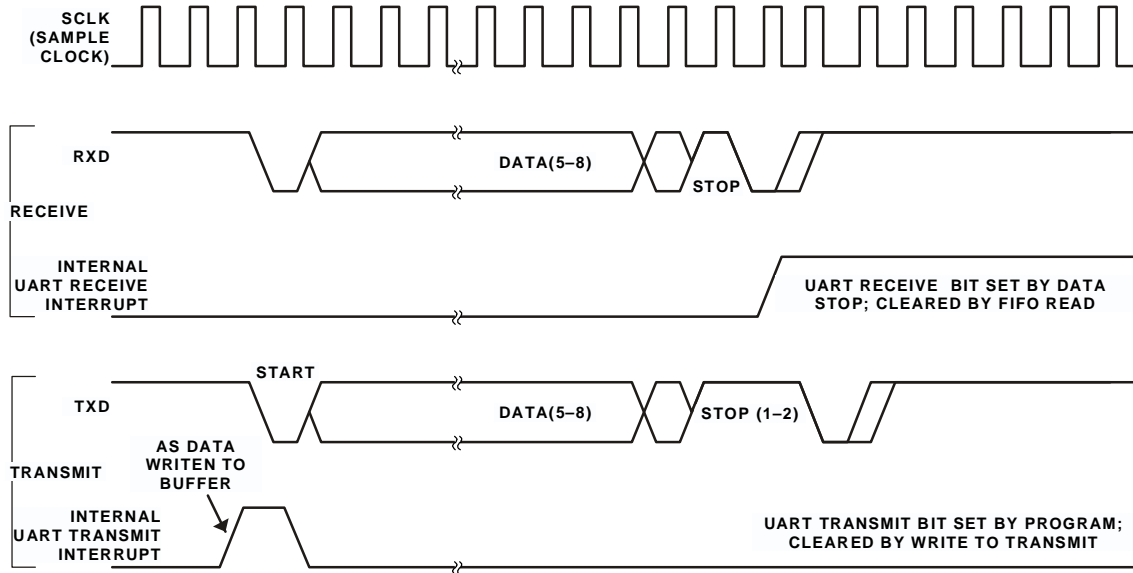 SCLK
(SAMPLE
CLOCK)
RXD
DATA(5–8)
STOP
RECEIVE
INTERNAL
UART RECEIVE
INTERRUPT
UART RECEIVE BIT SET BY DATA
STOP; CLEARED BY FIFO READ
START
TXD
DATA(5–8)
STOP (1–2)
AS DATA
WRITEN TO
BUFFER
TRANSMIT
INTERNAL
UART TRANSMIT
INTERRUPT
UART TRANSMIT BIT SET BY PROGRAM;
CLEARED BY WRITE TO TRANSMIT